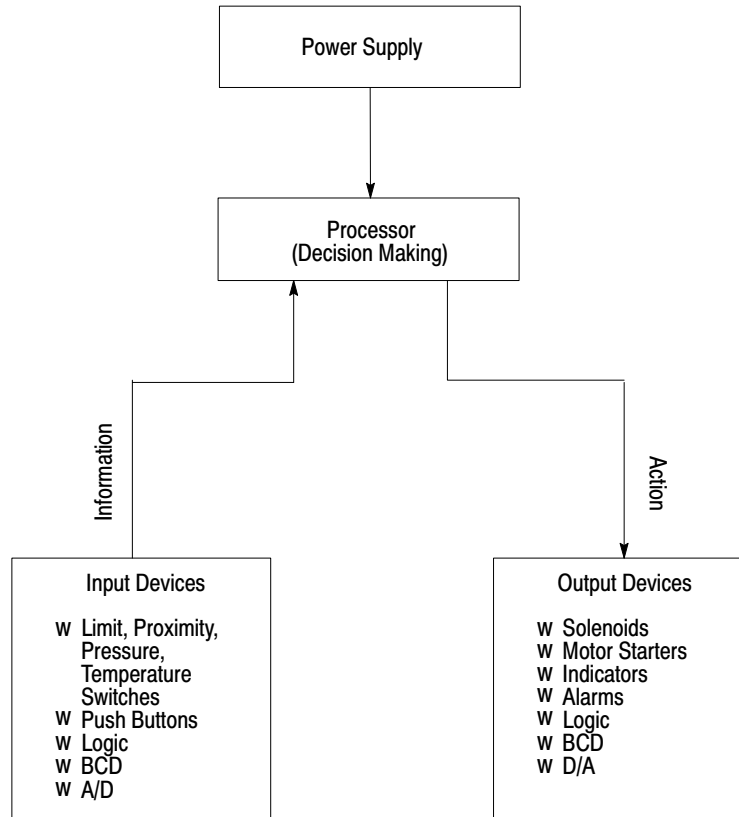 Power Supply
Processor
(Decision Making)
Information
Action
Input Devices
w Limit, Proximity,
Pressure,
Temperature
Switches
w Push Buttons
w Logic
w BCD
w A/D
Output Devices
w Solenoids
w Motor Starters
w Indicators
w Alarms
w Logic
w BCD
w D/A